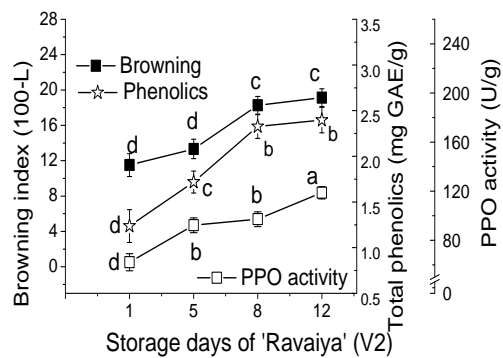 Browning index (100-L)
28
24
20
16
12
8
4
0
Browning
Phenolics
PPO activity
d
d
c
c
d
c
b
b
d
b
b
a
1
5
8
12
Storage days of 'Ravaiya' (V2)
3.5
3.0
2.5
2.0
1.5
1.0
0.5
Total phenolics (mg GAE/g)
240
200
160
120
80
0
PPO activity (U/g)